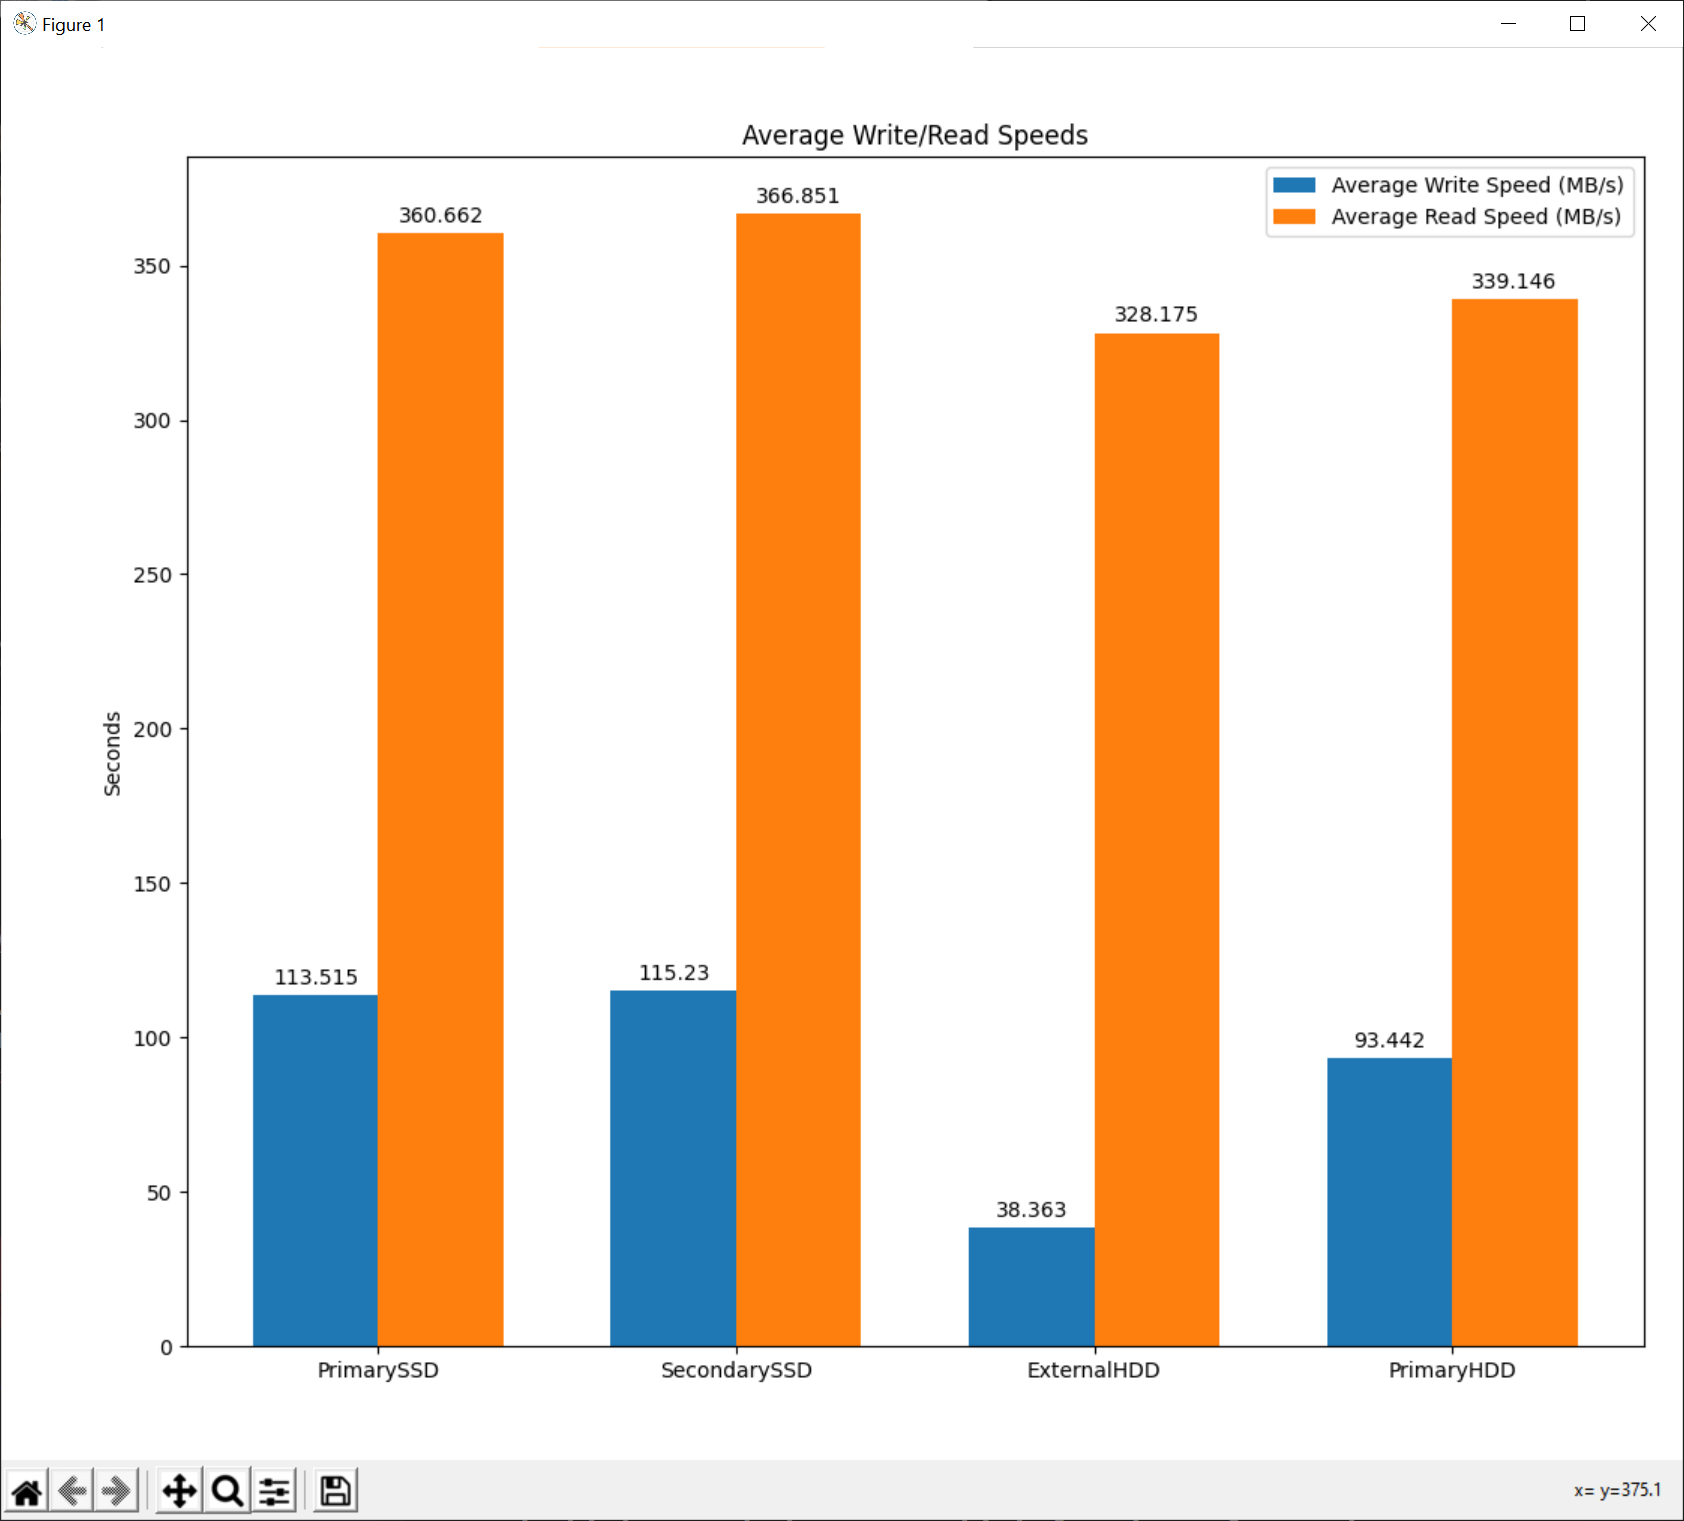 Figure 1
Average Write/Read Speeds
Average Write Speed (MB/s)
Average Read Speed (MB/s)
360.662
366.851
328.175
339.146
113.515
115.23
38.363
93.442
Seconds
350
300
250
200
150
100
50
0
PrimarySSD
SecondarySSD
ExternalHDD
PrimaryHDD
x= y=375.1